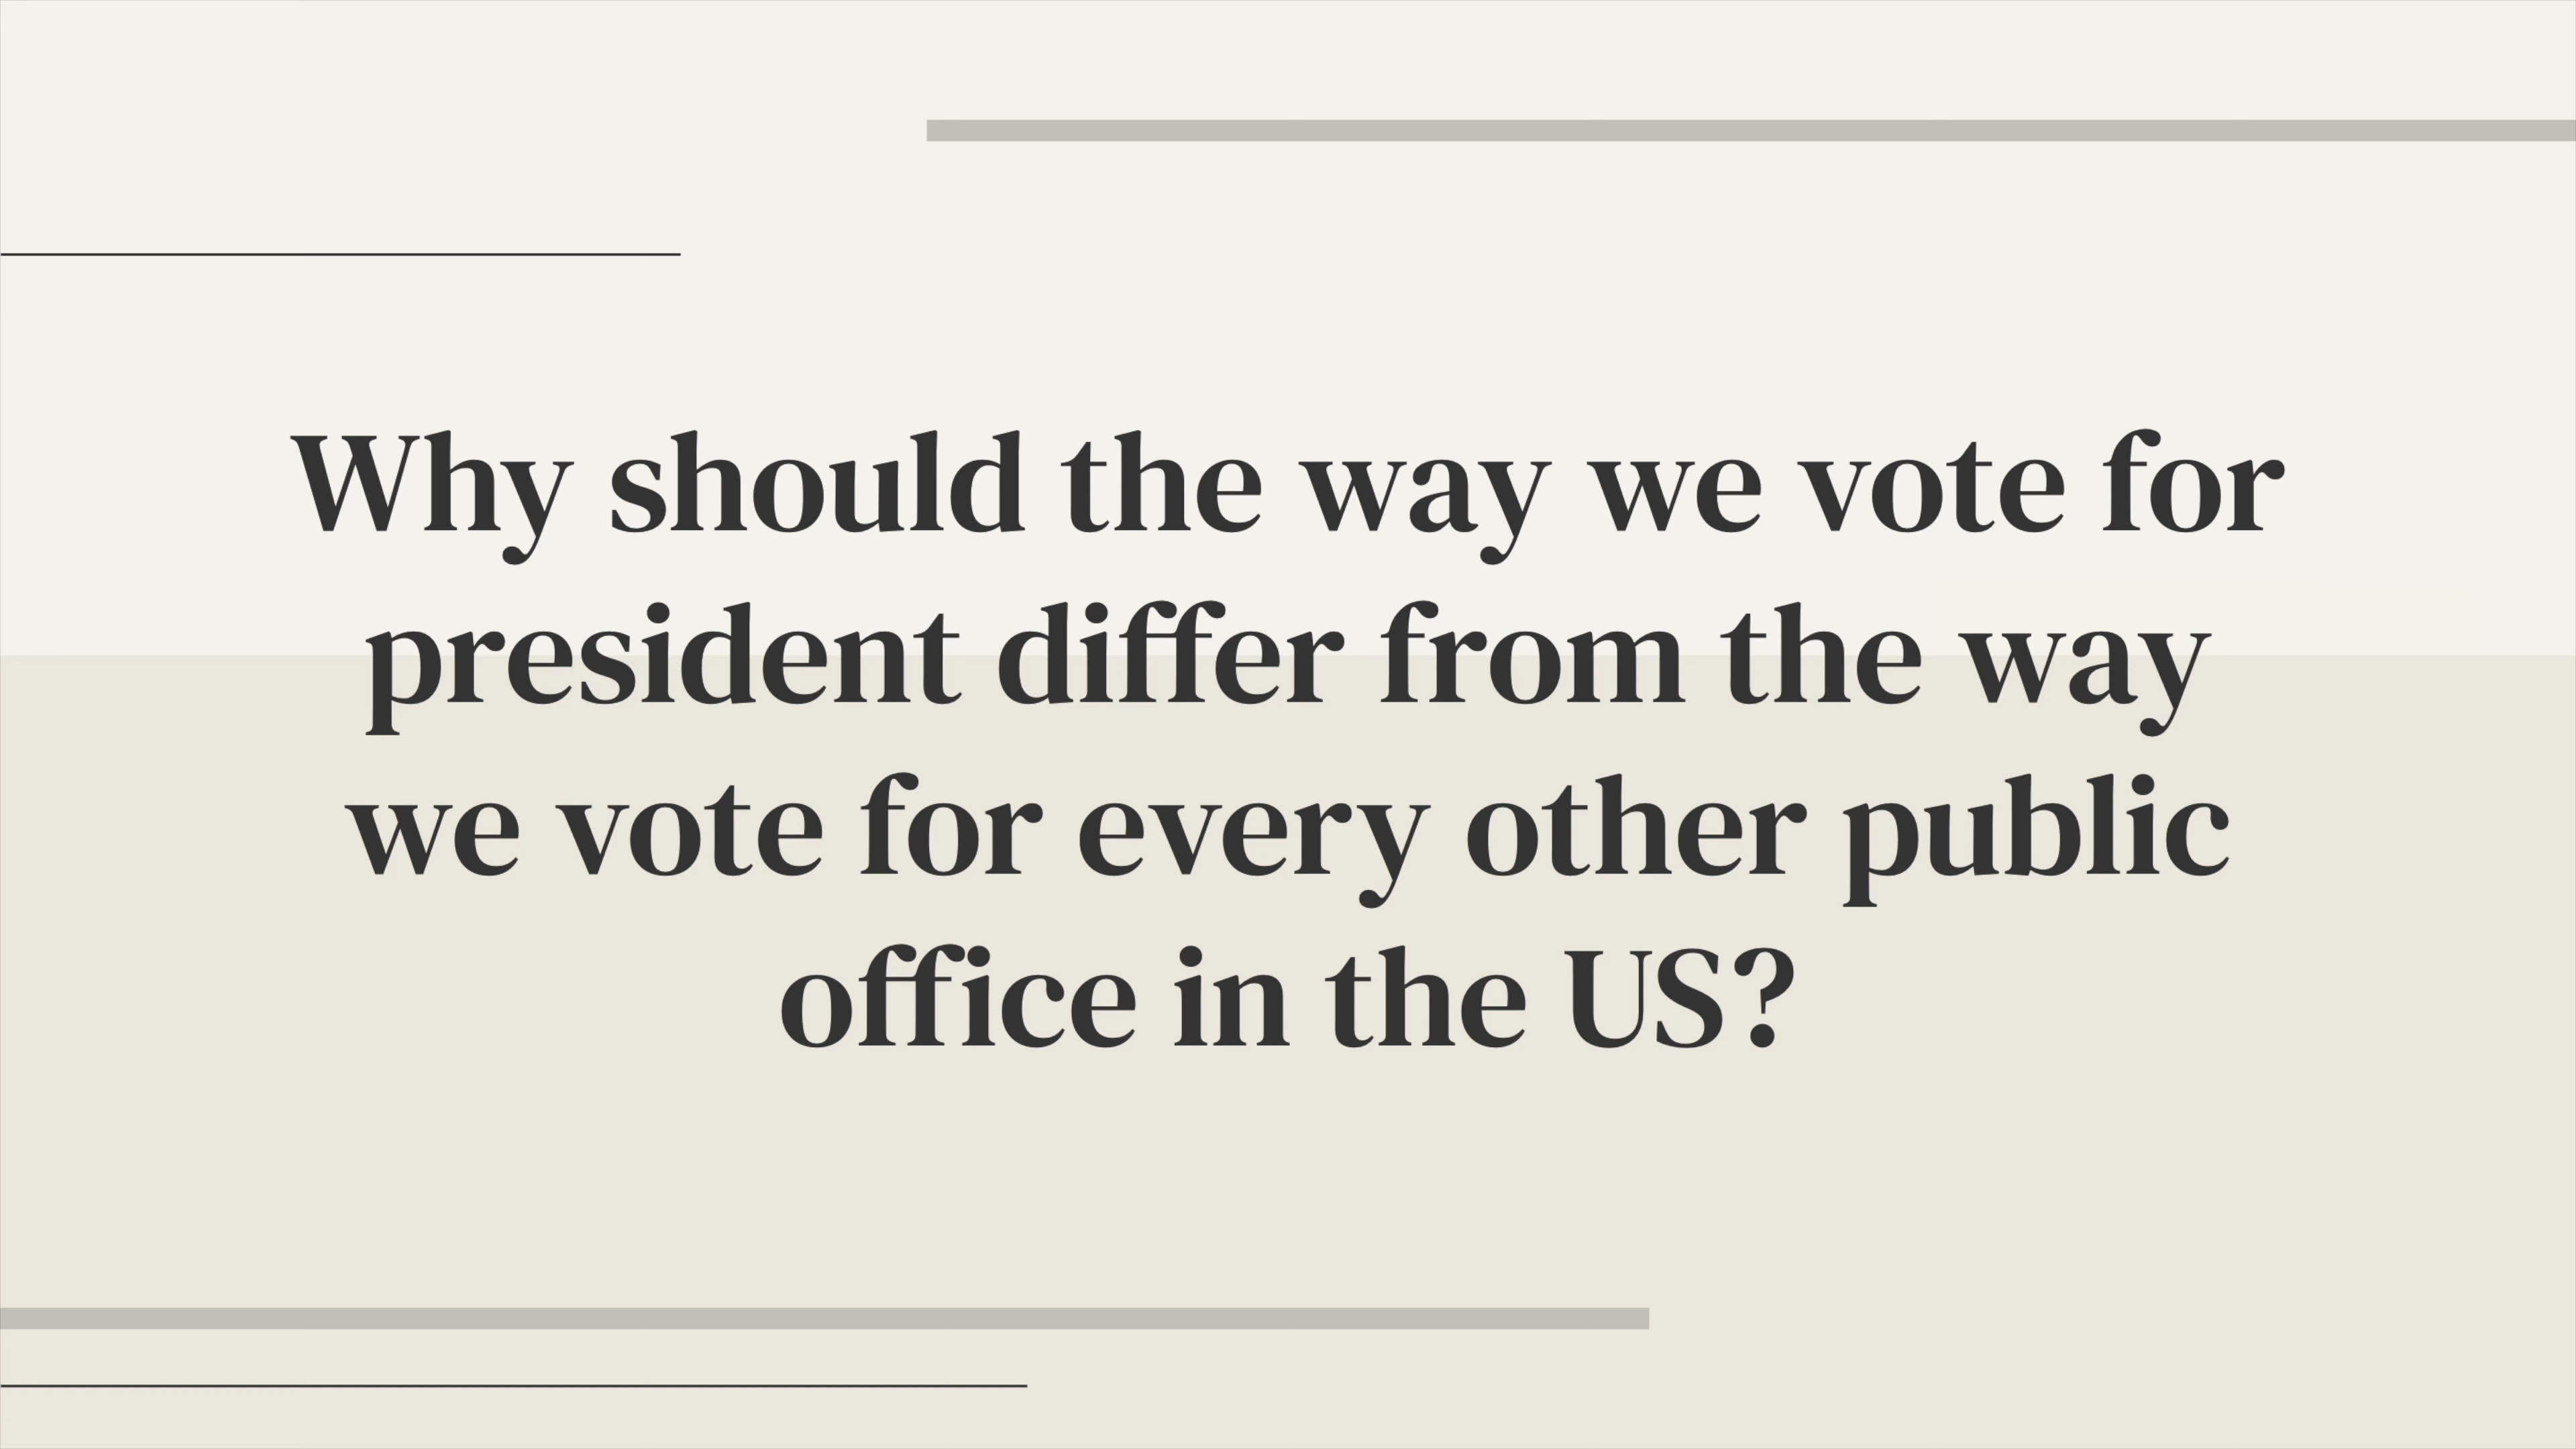 Why should the way we vote for
president differ from the way
we vote for every other public
office in the US?